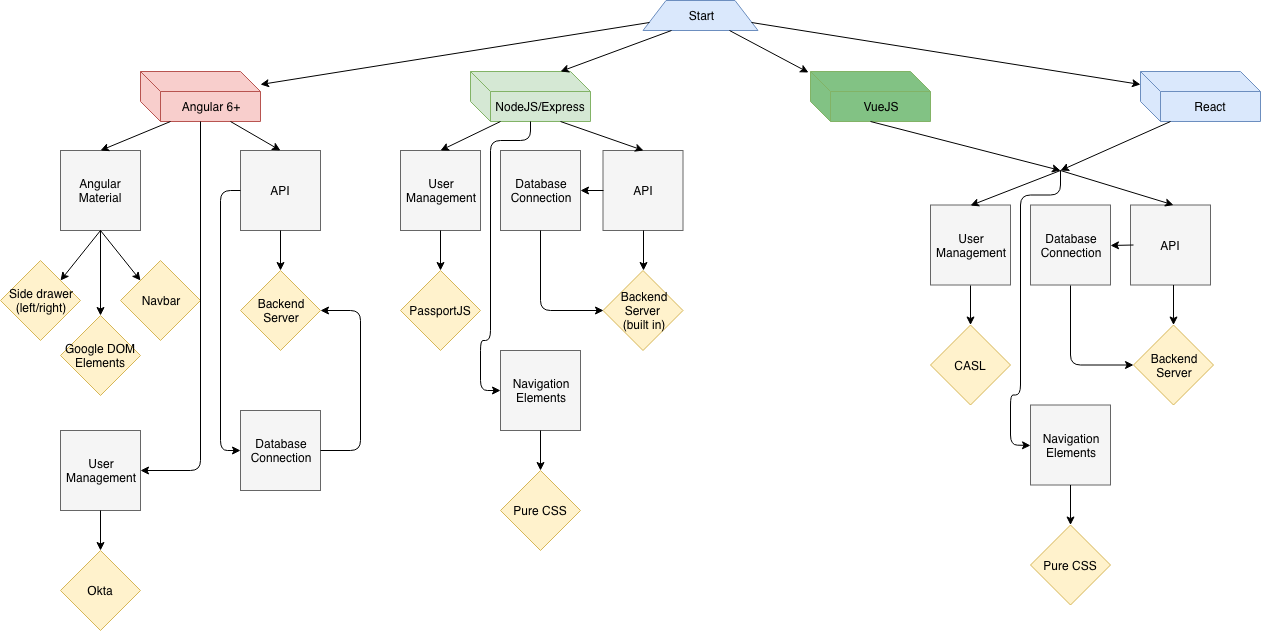 Start
Angular 6+
NodeJS/Express
VueJS
React
Angular
Material
API
User
Management
Database
Connection
API
User
Management
Database
Connection
API
Side drawer
(left/right)
Navbar
Google DOM
Elements
Backend
Server
PassportJS
Backend
Server
(built in)
CASL
Backend
Server
Navigation
Elements
User
Management
Database
Connection
Navigation
Elements
Pure CSS
Pure CSS
Okta